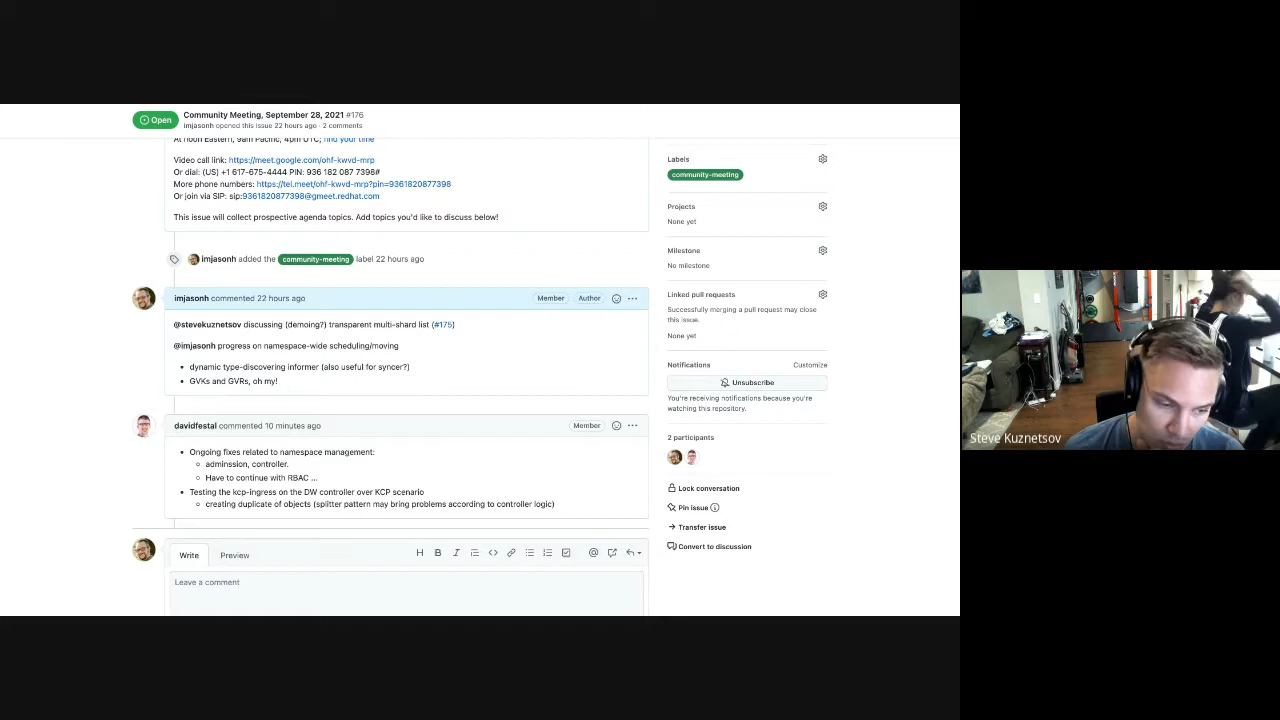 Open
Community Meeting, September 28, 2021 #176
imjasonh opened this issue 22 hours ago · 2 comments
At noon Eastern, 9am Pacific, 4pm UTC; find your time
Video call link: https://meet.google.com/ohf-kwvd-mrp
Or dial: (US) +1 617-675-4444 PIN: 936 182 087 7398#
More phone numbers: https://tel.meet/ohf-kwvd-mrp?pin=9361820877398
Or join via SIP: sip:9361820877398@gmeet.redhat.com
This issue will collect prospective agenda topics. Add topics you'd like to discuss below!
imjasonh added the community-meeting label 22 hours ago
imjasonh commented 22 hours ago
Member
Author
@stevekuznetsov discussing (demoing?) transparent multi-shard list (#175)
@imjasonh progress on namespace-wide scheduling/moving
• dynamic type-discovering informer (also useful for syncer?)
• GVKs and GVRs, oh my!
davidfestal commented 10 minutes ago
Member
• Ongoing fixes related to namespace management:
◦ adminssion, controller.
◦ Have to continue with RBAC ...
• Testing the kcp-ingress on the DW controller over KCP scenario
◦ creating duplicate of objects (splitter pattern may bring problems according to controller logic)
Write
Preview
Leave a comment
Labels
community-meeting
Projects
None yet
Milestone
No milestone
Linked pull requests
Successfully merging a pull request may close
this issue.
None yet
Notifications
Customize
Unsubscribe
You're receiving notifications because you're
watching this repository.
2 participants
Lock conversation
Pin issue
Transfer issue
Convert to discussion
Steve Kuznetsov